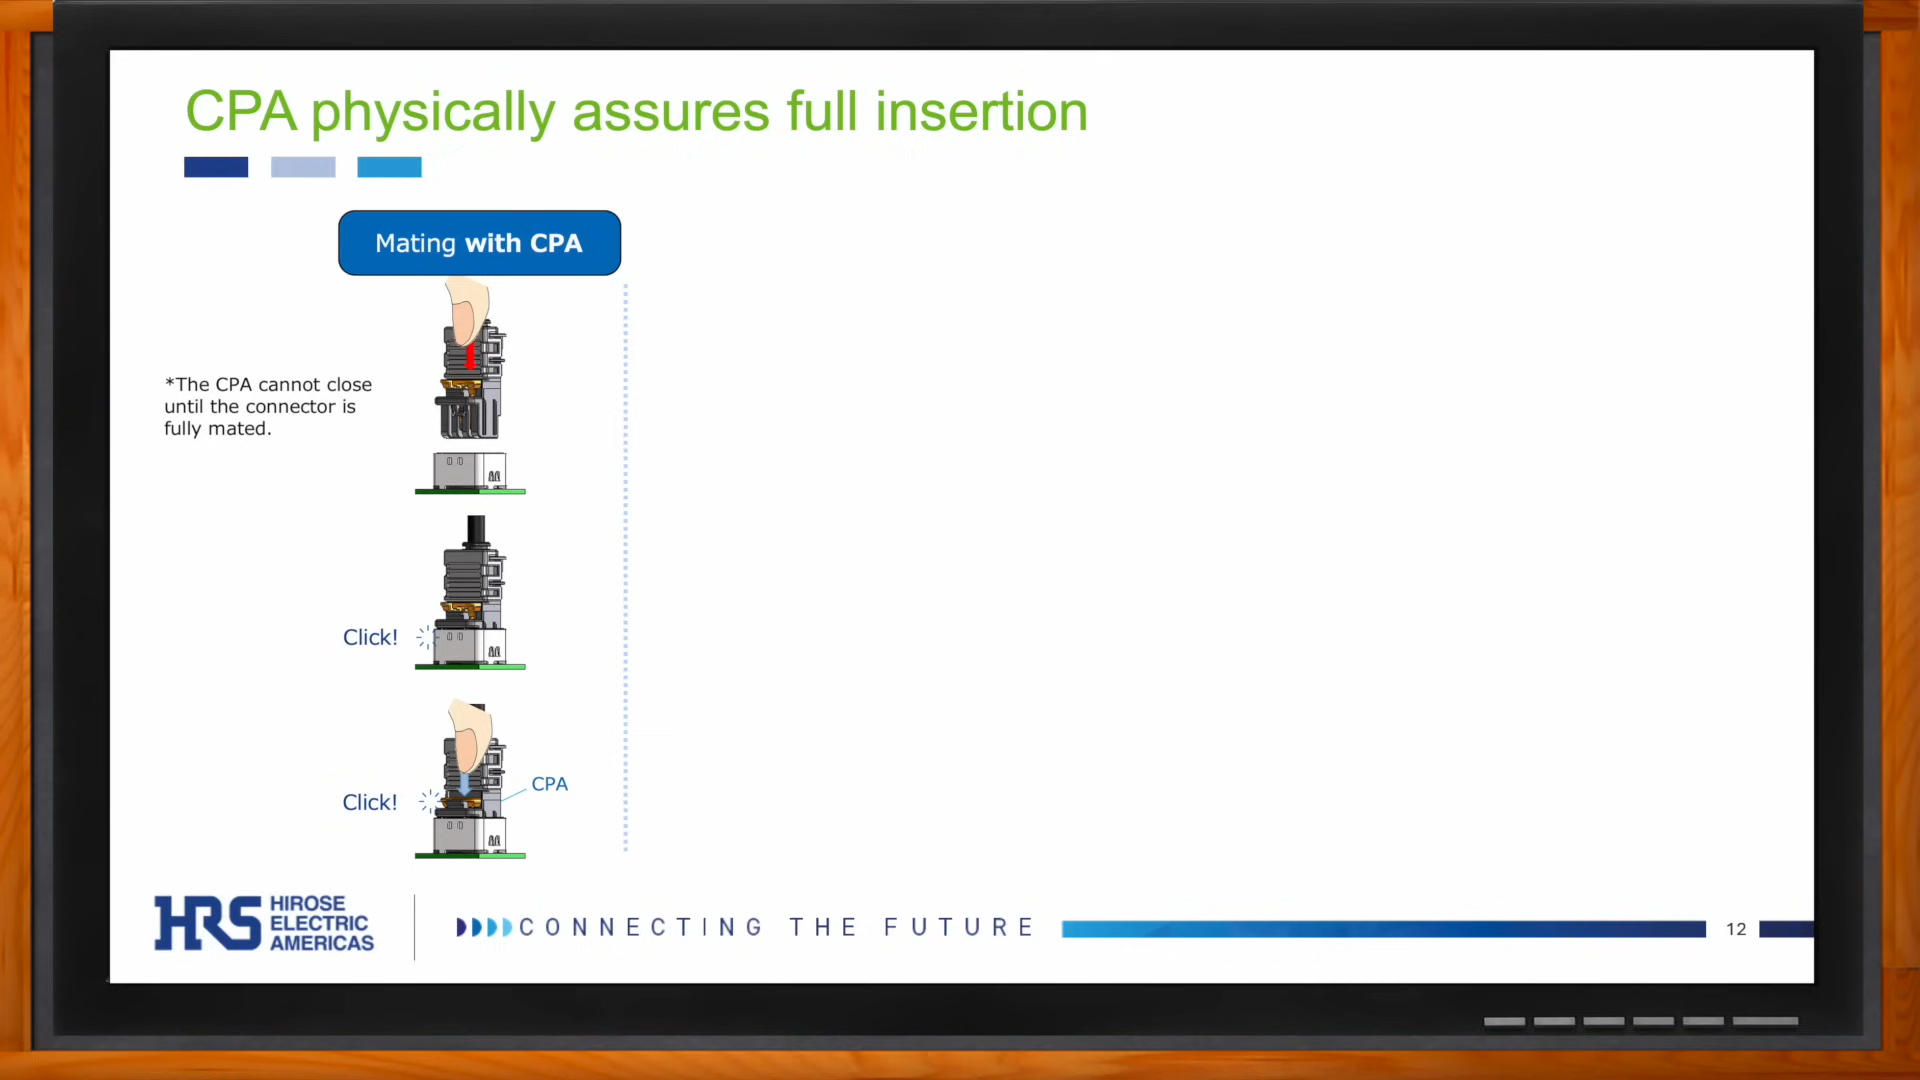 CPA physically assures full insertion
Mating with CPA
*The CPA cannot close
until the connector is
fully mated.
Click!
Click!
CPA
HRS HIROSE
ELECTRIC
AMERICAS
CONNECTING THE FUTURE
12